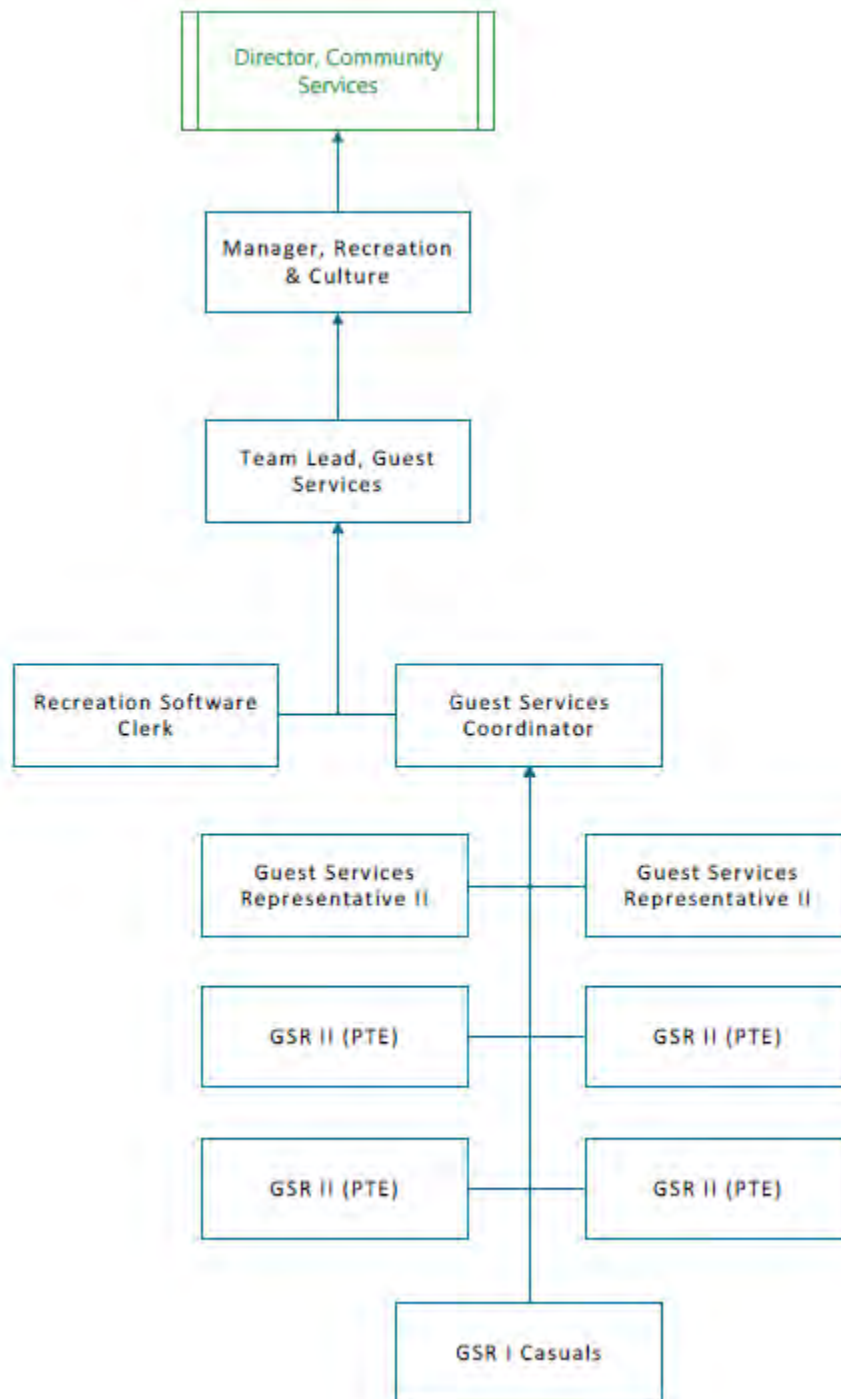 Director, Community
Services
Manager, Recreation
& Culture
Team Lead, Guest
Services
Recreation Software
Clerk
Guest Services
Coordinator
Guest Services
Representative II
Guest Services
Representative II
GSR II (PTE)
GSR II (PTE)
GSR II (PTE)
GSR II (PTE)
GSR I Casuals